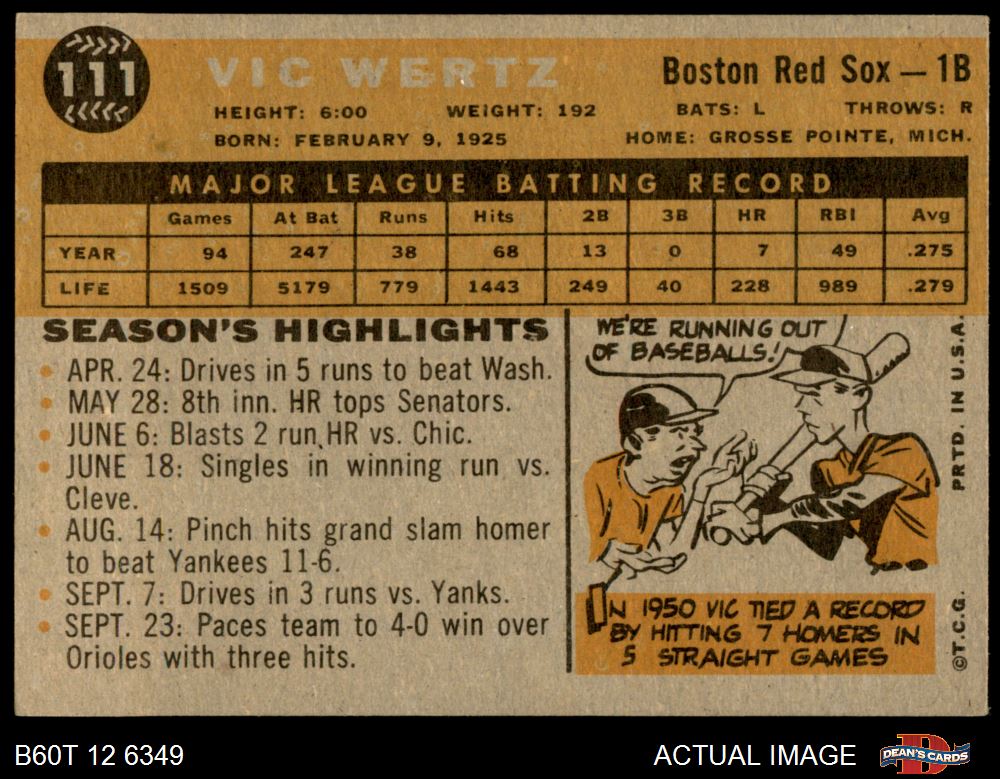 111
VIC WERTZ
Boston Red Sox — 1B
HEIGHT: 6:00 WEIGHT: 192 BATS: L THROWS: R
BORN: FEBRUARY 9, 1925 HOME: GROSSE POINTE, MICH.
MAJOR LEAGUE BATTING RECORD
Games At Bat Runs Hits 2B 3B HR RBI Avg
YEAR 94 247 38 68 13 0 7 49 .275
LIFE 1509 5179 779 1443 249 40 228 989 .279
SEASON'S HIGHLIGHTS
• APR. 24: Drives in 5 runs to beat Wash.
• MAY 28: 8th inn. HR tops Senators.
• JUNE 6: Blasts 2 run HR vs. Chic.
• JUNE 18: Singles in winning run vs.
Cleve.
• AUG. 14: Pinch hits grand slam homer
to beat Yankees 11-6.
• SEPT. 7: Drives in 3 runs vs. Yanks.
• SEPT. 23: Paces team to 4-0 win over
Orioles with three hits.
WE'RE RUNNING OUT
OF BASEBALLS!
IN 1950 VIC TIED A RECORD
BY HITTING 7 HOMERS IN
5 STRAIGHT GAMES
©T.C.G. PRTD. IN U.S.A.
B60T 12 6349
ACTUAL IMAGE
DEAN'S CARDS